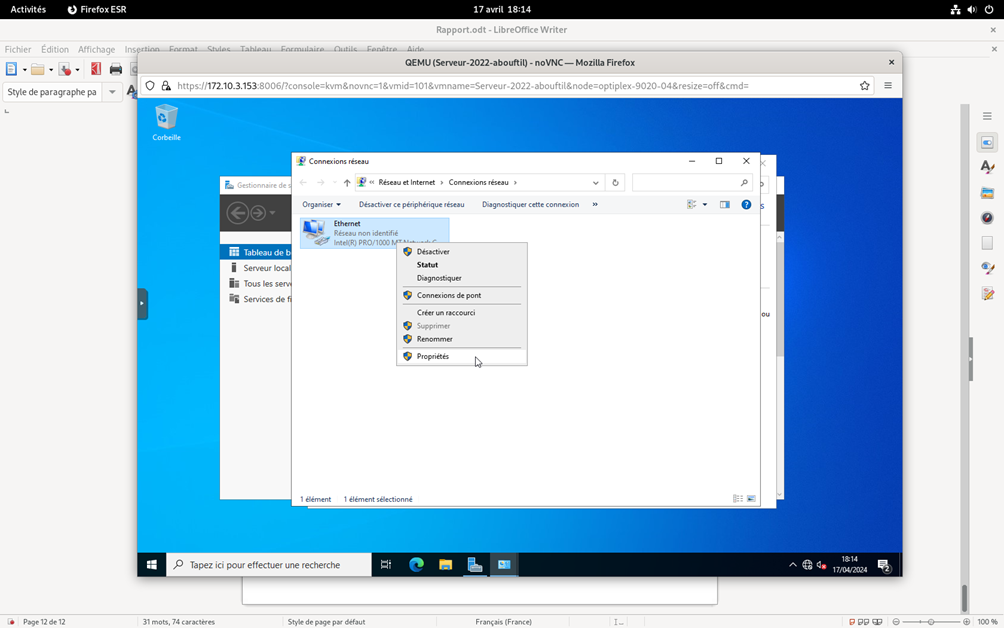 Activités Firefox ESR 17 avril 18:14
Rapport.odt - LibreOffice Writer
Fichier Édition Affichage Insertion Format Styles Tableau Formulaire Outils Fenêtre Aide
QEMU (Serveur-2022-abouftil) - noVNC — Mozilla Firefox
https://172.10.3.153:8006/?console=kvm&novnc=1&vmid=101&vmname=Serveur-2022-abouftil&node=optiplex-9020-04&resize=off&cmd=
Style de paragraphe pa
Corbeille
Connexions réseau
Gestionnaire de s
« Réseau et Internet › Connexions réseau ›
Organiser Désactiver ce périphérique réseau Diagnostiquer cette connexion »
Ethernet
Réseau non identifié
Intel(R) PRO/1000 MT Network C
Tableau de b
Serveur local
Tous les serve
Services de fi
Désactiver
Statut
Diagnostiquer
Connexions de pont
Créer un raccourci
Supprimer
Renommer
Propriétés
ou
1 élément 1 élément sélectionné
Tapez ici pour effectuer une recherche
18:14
17/04/2024
2
Page 12 de 12 31 mots, 74 caractères Style de page par défaut Français (France) 100 %